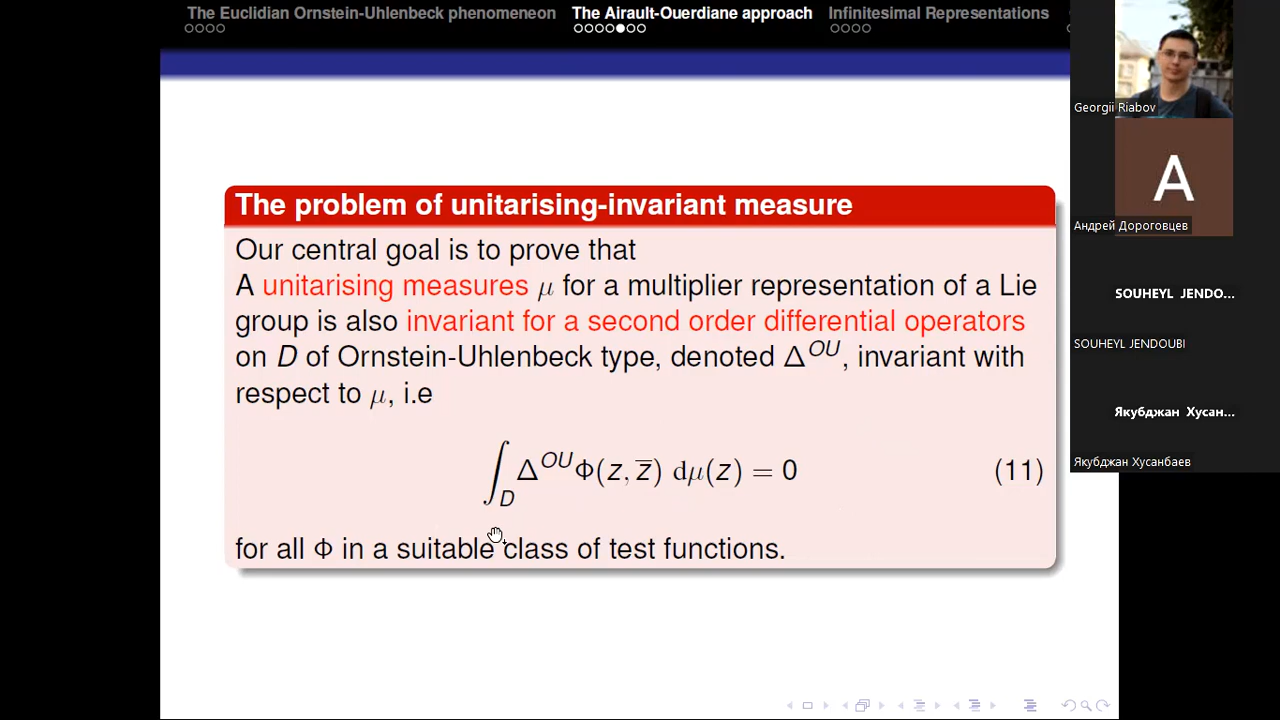 The Euclidian Ornstein-Uhlenbeck phenomeneon The Airault-Ouerdiane approach Infinitesimal Representations
The problem of unitarising-invariant measure
Our central goal is to prove that
A unitarising measures μ for a multiplier representation of a Lie
group is also invariant for a second order differential operators
on D of Ornstein-Uhlenbeck type, denoted Δ^OU, invariant with
respect to μ, i.e
∫_D Δ^OU Φ(z, z̅) dμ(z) = 0 (11)
for all Φ in a suitable class of test functions.
Georgii Riabov
A
Андрей Дороговцев
SOUHEYL JENDO...
SOUHEYL JENDOUBI
Якубджан Хусан...
Якубджан Хусанбаев